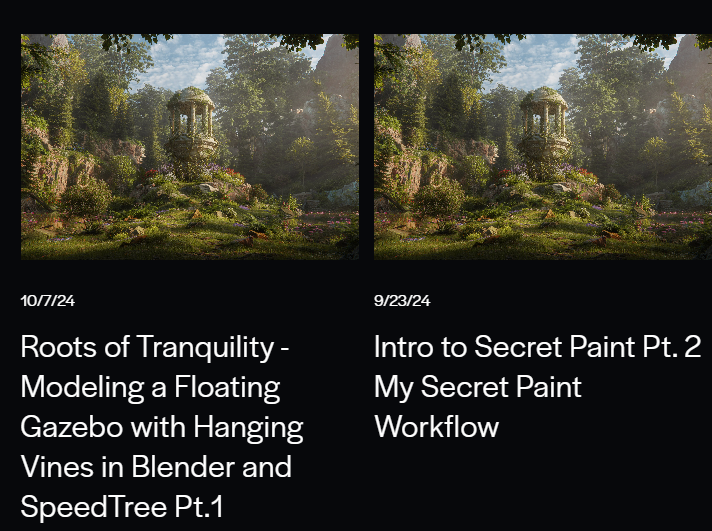 10/7/24
Roots of Tranquility -
Modeling a Floating
Gazebo with Hanging
Vines in Blender and
SpeedTree Pt.1
9/23/24
Intro to Secret Paint Pt. 2
My Secret Paint
Workflow